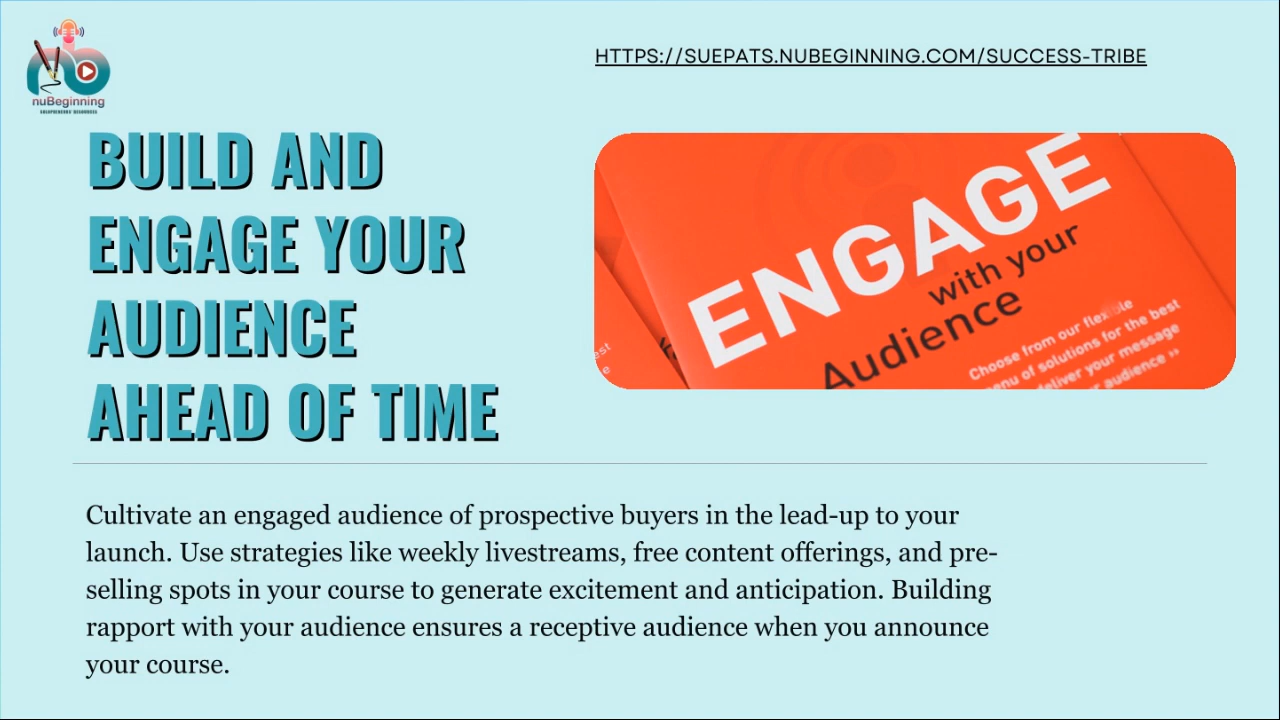 nuBeginning
SOLOPRENEURS' RESOURCES
HTTPS://SUEPATS.NUBEGINNING.COM/SUCCESS-TRIBE
BUILD AND
ENGAGE YOUR
AUDIENCE
AHEAD OF TIME
ENGAGE
with your
Audience
Choose from our flexible
menu of solutions for the best
deliver your message
audience »
est
e
Cultivate an engaged audience of prospective buyers in the lead-up to your
launch. Use strategies like weekly livestreams, free content offerings, and pre-
selling spots in your course to generate excitement and anticipation. Building
rapport with your audience ensures a receptive audience when you announce
your course.